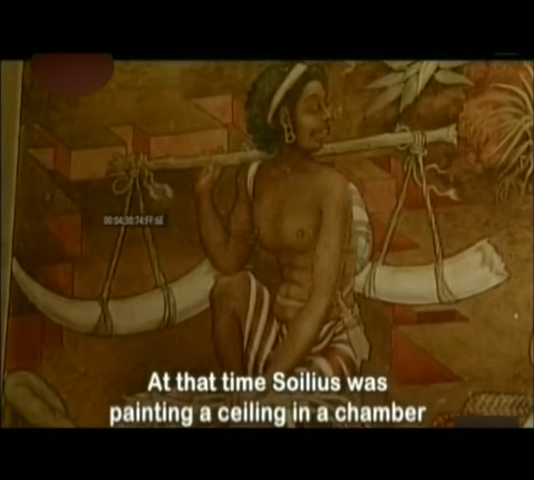 At that time Soilius was
painting a ceiling in a chamber